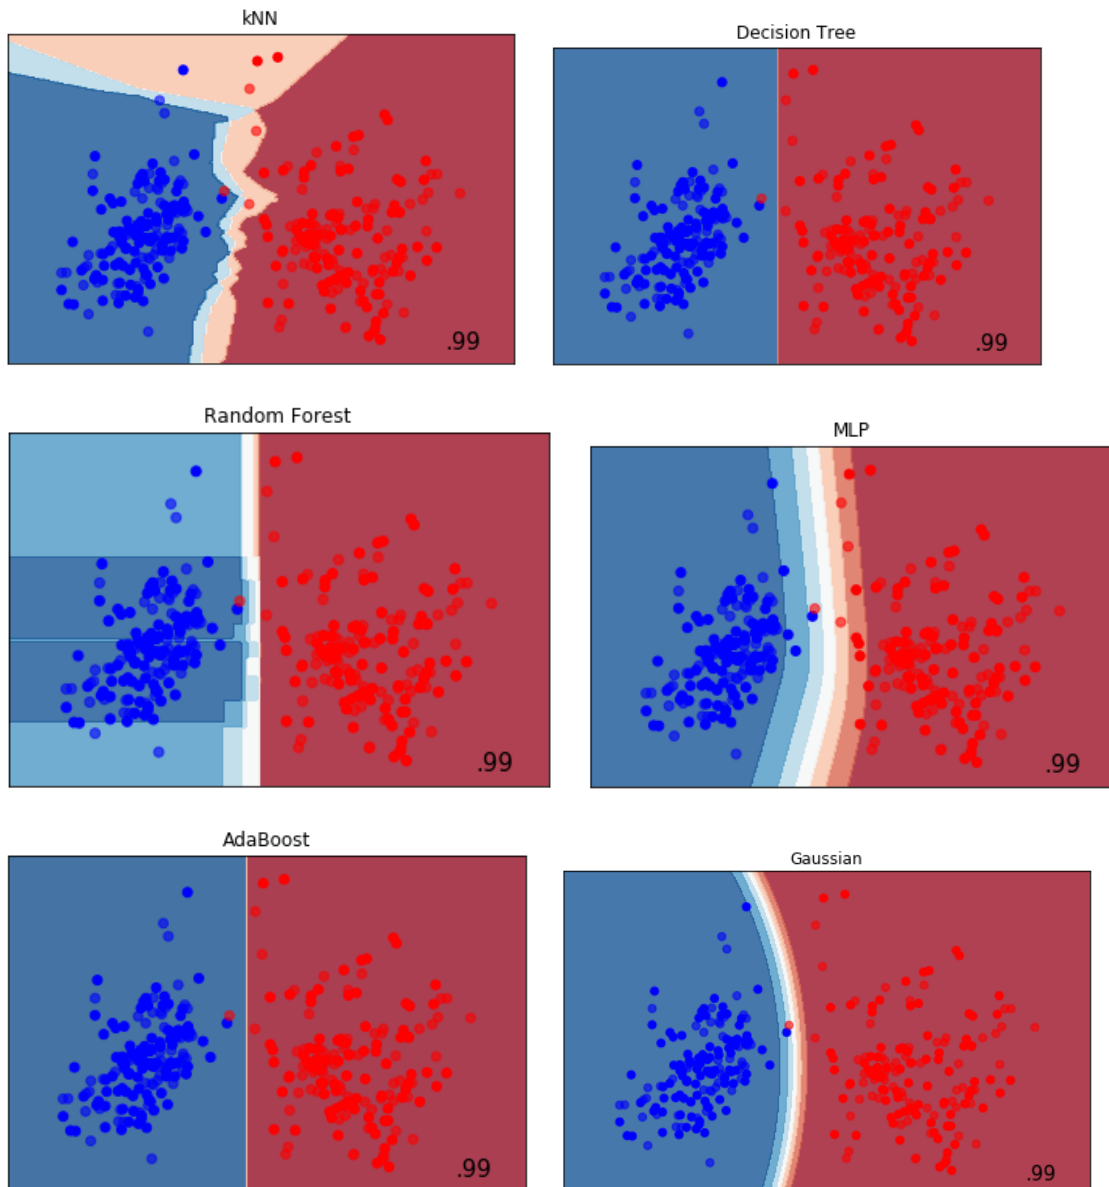 kNN
.99
Decision Tree
.99
Random Forest
.99
MLP
.99
AdaBoost
.99
Gaussian
.99